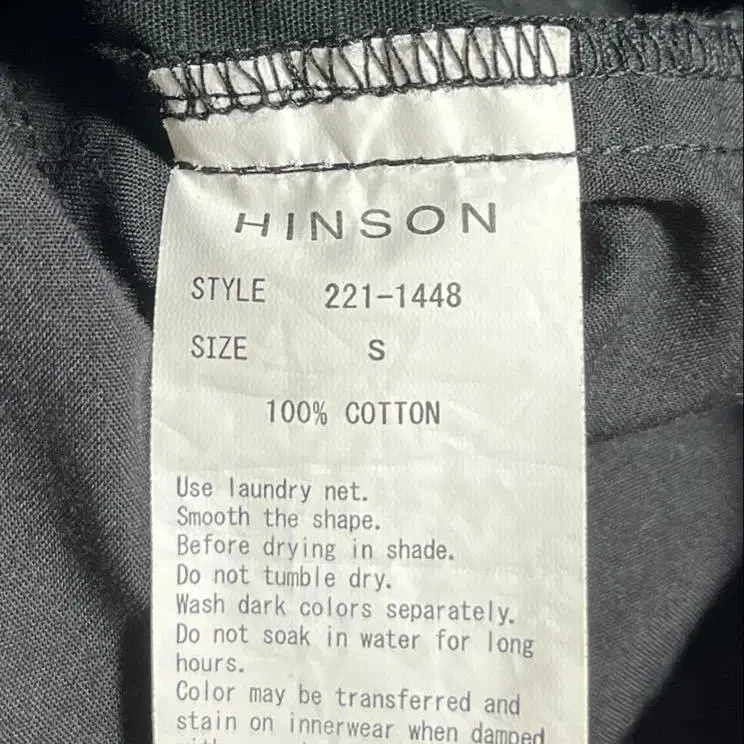 HINSON
STYLE 221-1448
SIZE S
100% COTTON
Use laundry net.
Smooth the shape.
Before drying in shade.
Do not tumble dry.
Wash dark colors separately.
Do not soak in water for long
hours.
Color may be transferred and
stain on innerwear when damped